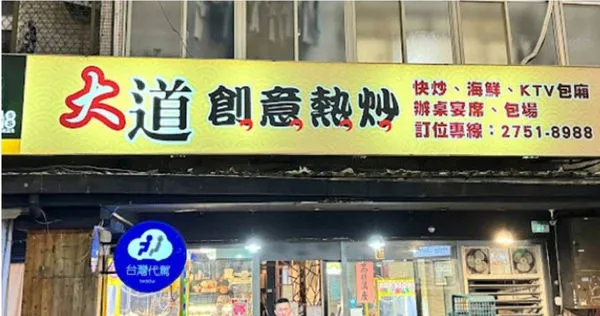 大道 創意熱炒
快炒、海鮮、KTV包廂
辦桌宴席、包場
訂位專線：2751-8988
台灣代駕